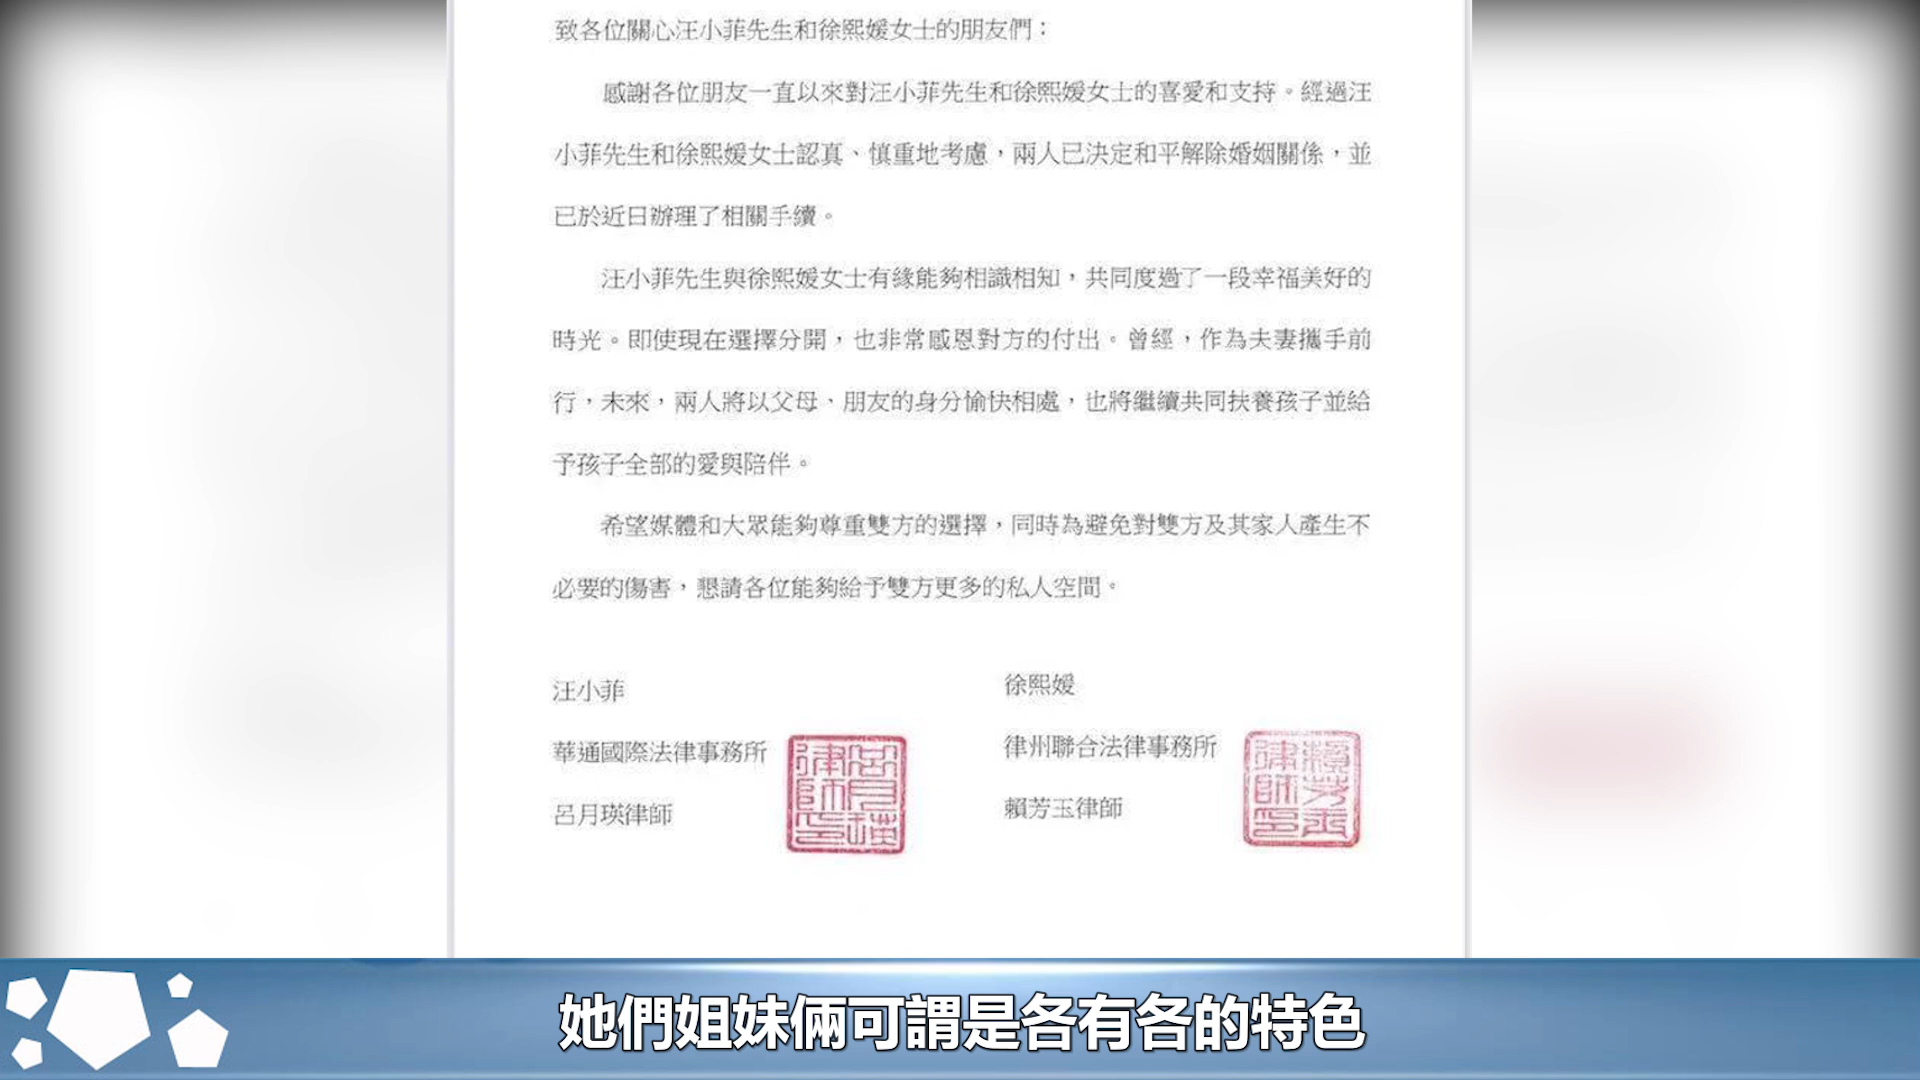 致各位關心汪小菲先生和徐熙媛女士的朋友們：
感謝各位朋友一直以來對汪小菲先生和徐熙媛女士的喜愛和支持。經過汪
小菲先生和徐熙媛女士認真、慎重地考慮，兩人已決定和平解除婚姻關係，並
已於近日辦理了相關手續。
汪小菲先生與徐熙媛女士有緣能夠相識相知，共同度過了一段幸福美好的
時光。即使現在選擇分開，也非常感恩對方的付出。曾經，作為夫妻攜手前
行，未來，兩人將以父母、朋友的身分愉快相處，也將繼續共同扶養孩子並給
予孩子全部的愛與陪伴。
希望媒體和大眾能夠尊重雙方的選擇，同時為避免對雙方及其家人產生不
必要的傷害，懇請各位能夠給予雙方更多的私人空間。
汪小菲
華通國際法律事務所
呂月瑛律師
呂月瑛律師印
徐熙媛
律州聯合法律事務所
賴芳玉律師
賴芳玉律師印
她們姐妹倆可謂是各有各的特色